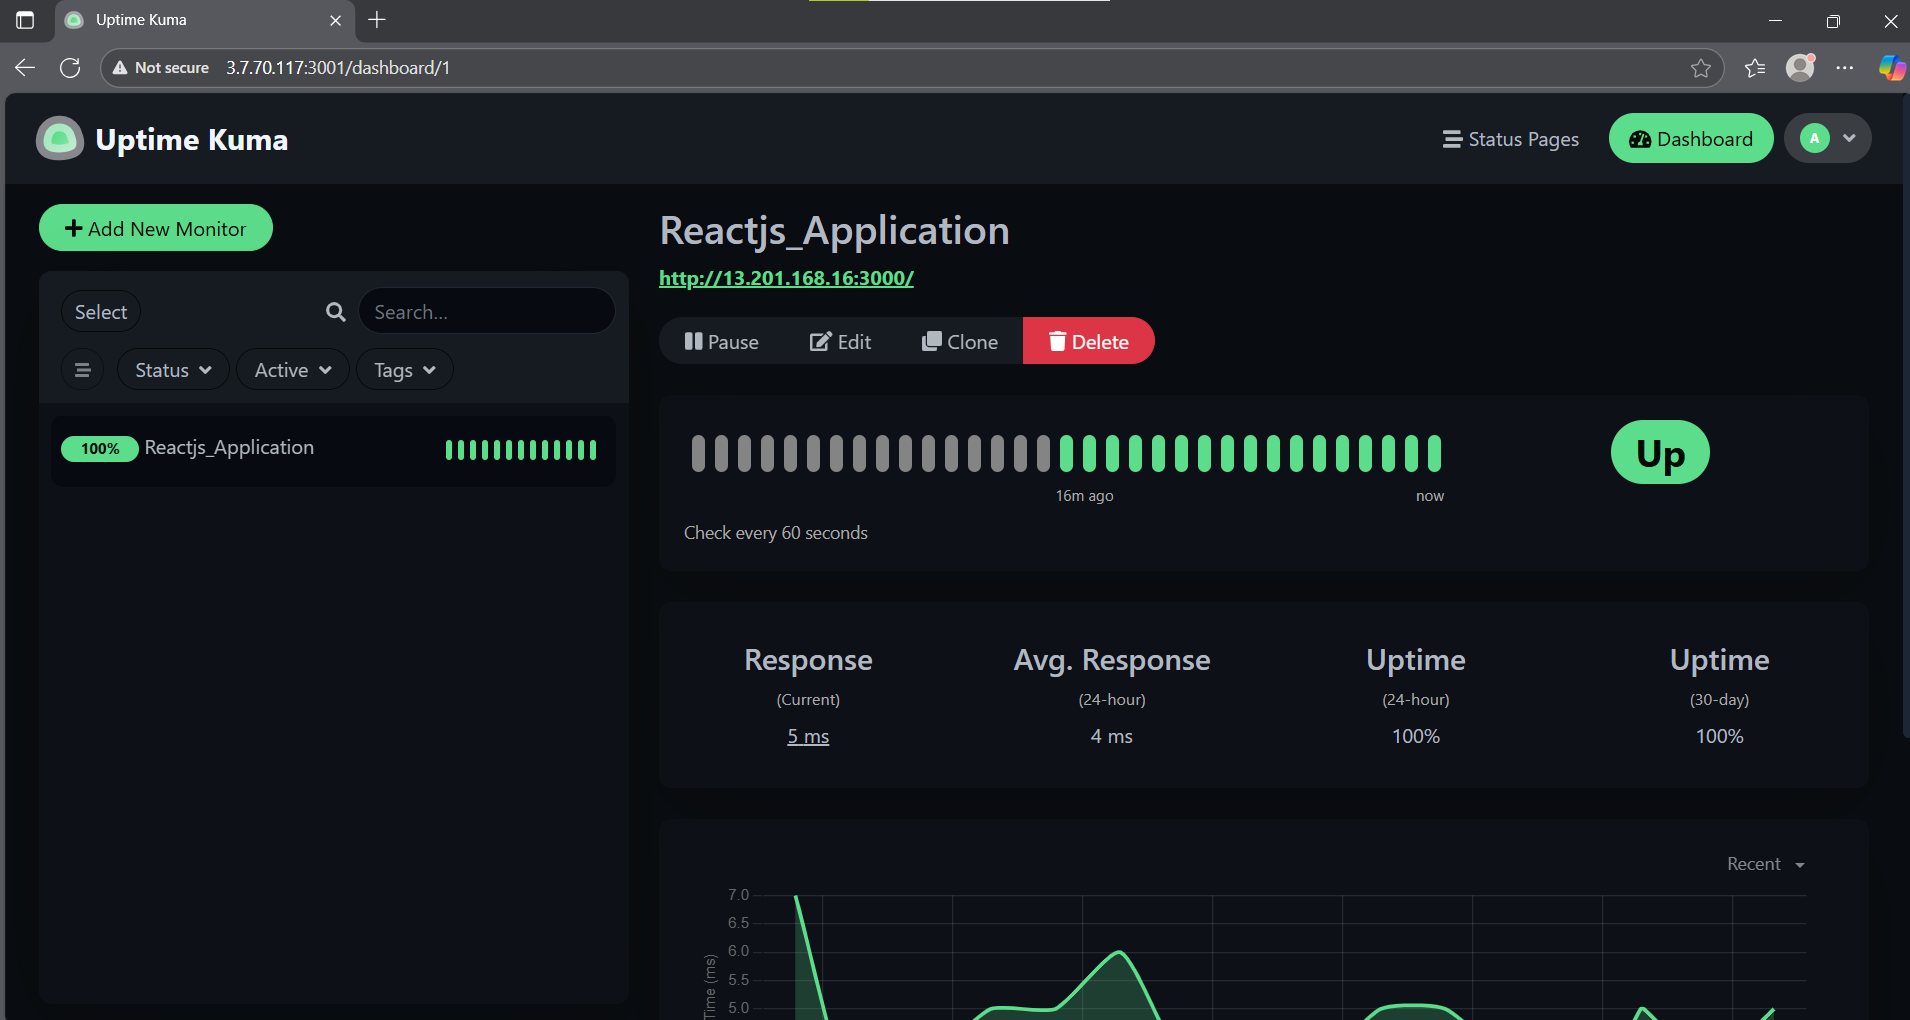 Uptime Kuma
Not secure 3.7.70.117:3001/dashboard/1
Uptime Kuma
Status Pages
Dashboard
A
Add New Monitor
Select
Search...
Status
Active
Tags
100% Reactjs_Application
Reactjs_Application
http://13.201.168.16:3000/
Pause
Edit
Clone
Delete
Up
16m ago
now
Check every 60 seconds
Response
(Current)
5 ms
Avg. Response
(24-hour)
4 ms
Uptime
(24-hour)
100%
Uptime
(30-day)
100%
Recent
7.0
6.5
6.0
5.5
5.0
Time (ms)